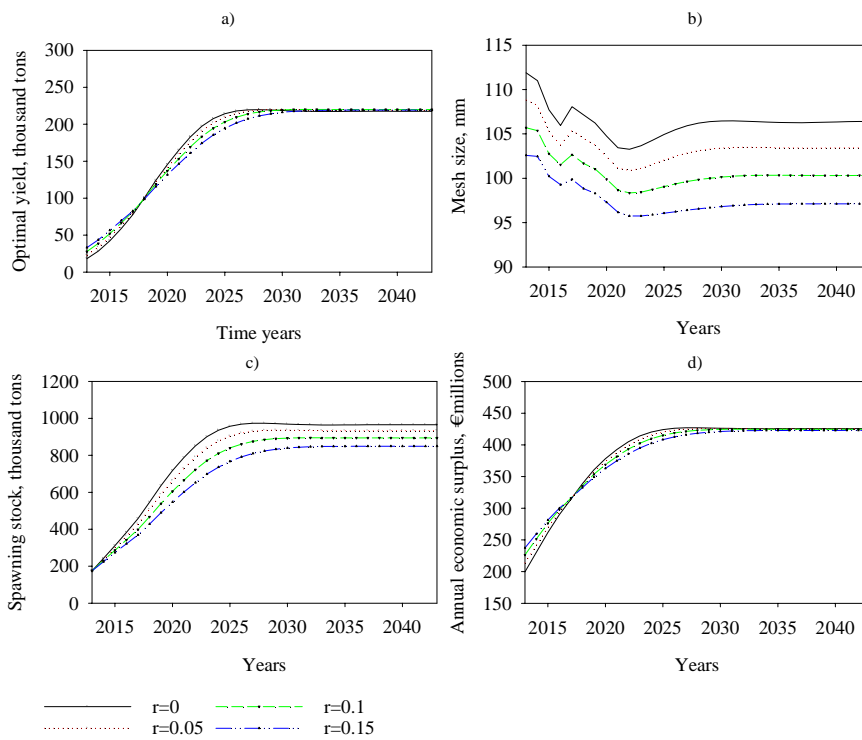 a)
Optimal yield, thousand tons
300
250
200
150
100
50
0
2015 2020 2025 2030 2035 2040
Time years
b)
Mesh size, mm
115
110
105
100
95
90
2015 2020 2025 2030 2035 2040
Years
c)
Spawning stock, thousand tons
1200
1000
800
600
400
200
0
2015 2020 2025 2030 2035 2040
Years
d)
Annual economic surplus, €millions
500
450
400
350
300
250
200
150
2015 2020 2025 2030 2035 2040
Years
r=0 r=0.1
r=0.05 r=0.15